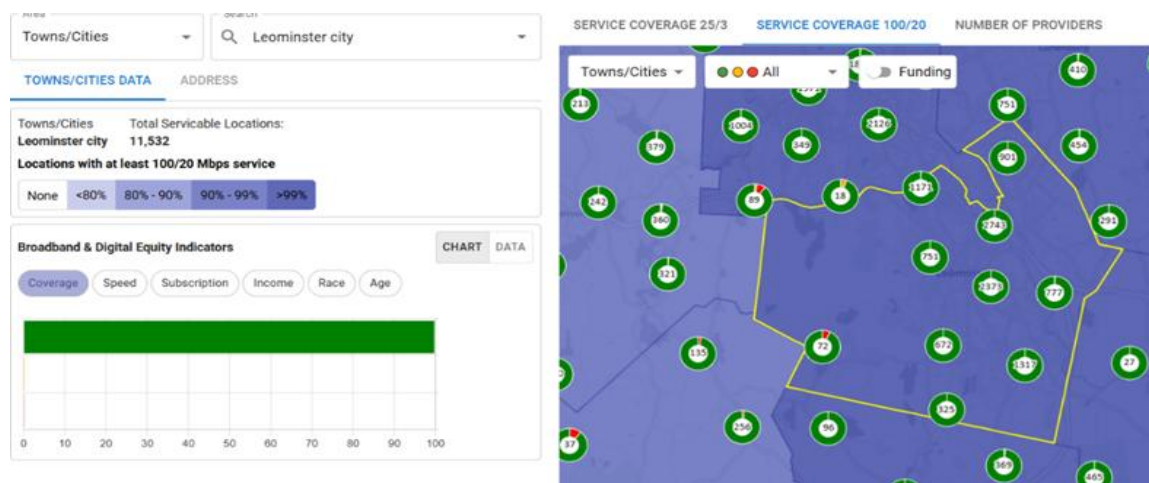 Area
Search
Towns/Cities
Leominster city
TOWNS/CITIES DATA
ADDRESS
Towns/Cities
Total Servicable Locations:
Leominster city
11,532
Locations with at least 100/20 Mbps service
None
<80%
80% - 90%
90% - 99%
>99%
Broadband & Digital Equity Indicators
CHART
DATA
Coverage
Speed
Subscription
Income
Race
Age
0 10 20 30 40 50 60 70 80 90 100
SERVICE COVERAGE 25/3
SERVICE COVERAGE 100/20
NUMBER OF PROVIDERS
Towns/Cities
All
Funding
410
213
751
1004
2126
379
349
454
901
1171
89
18
242
360
291
2743
751
321
2373
777
672
72
135
1317
27
325
256
96
37
369
465